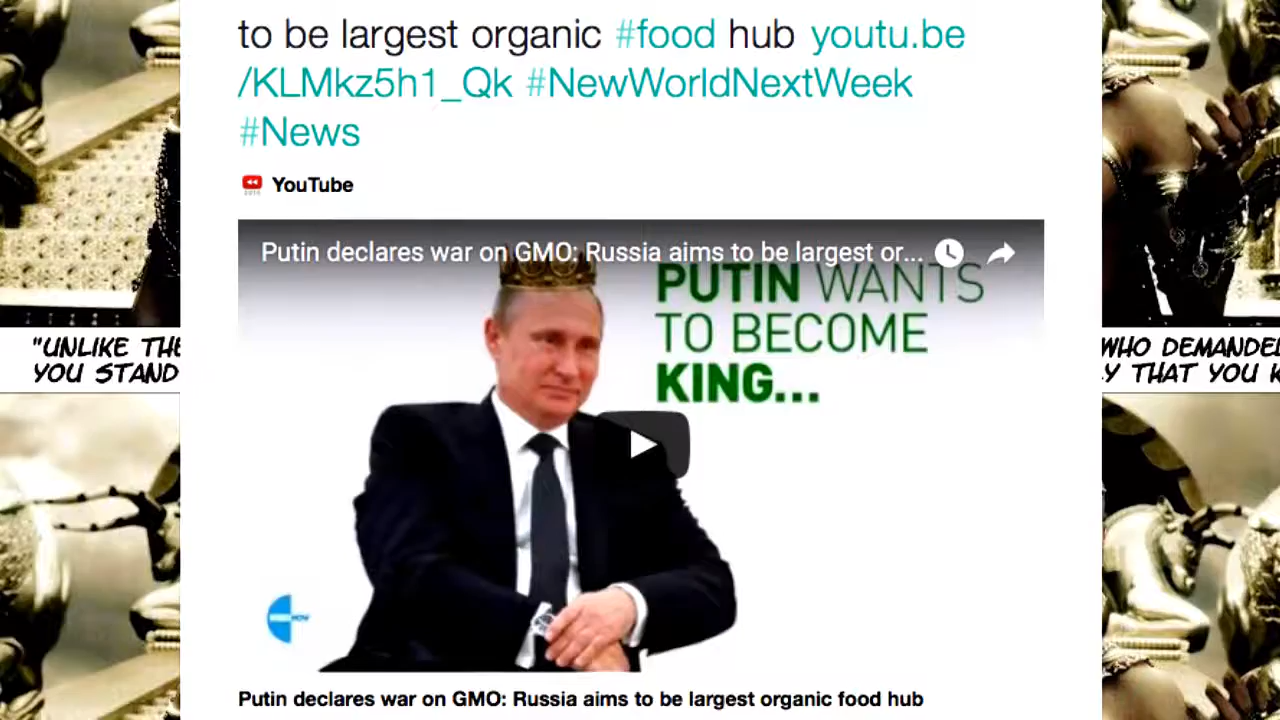 to be largest organic #food hub youtu.be
/KLMkz5h1_Qk #NewWorldNextWeek
#News
YouTube
Putin declares war on GMO: Russia aims to be largest or...
PUTIN WANTS
TO BECOME
KING...
"UNLIKE THE
YOU STAND
WHO DEMANDED
Y THAT YOU K
Putin declares war on GMO: Russia aims to be largest organic food hub